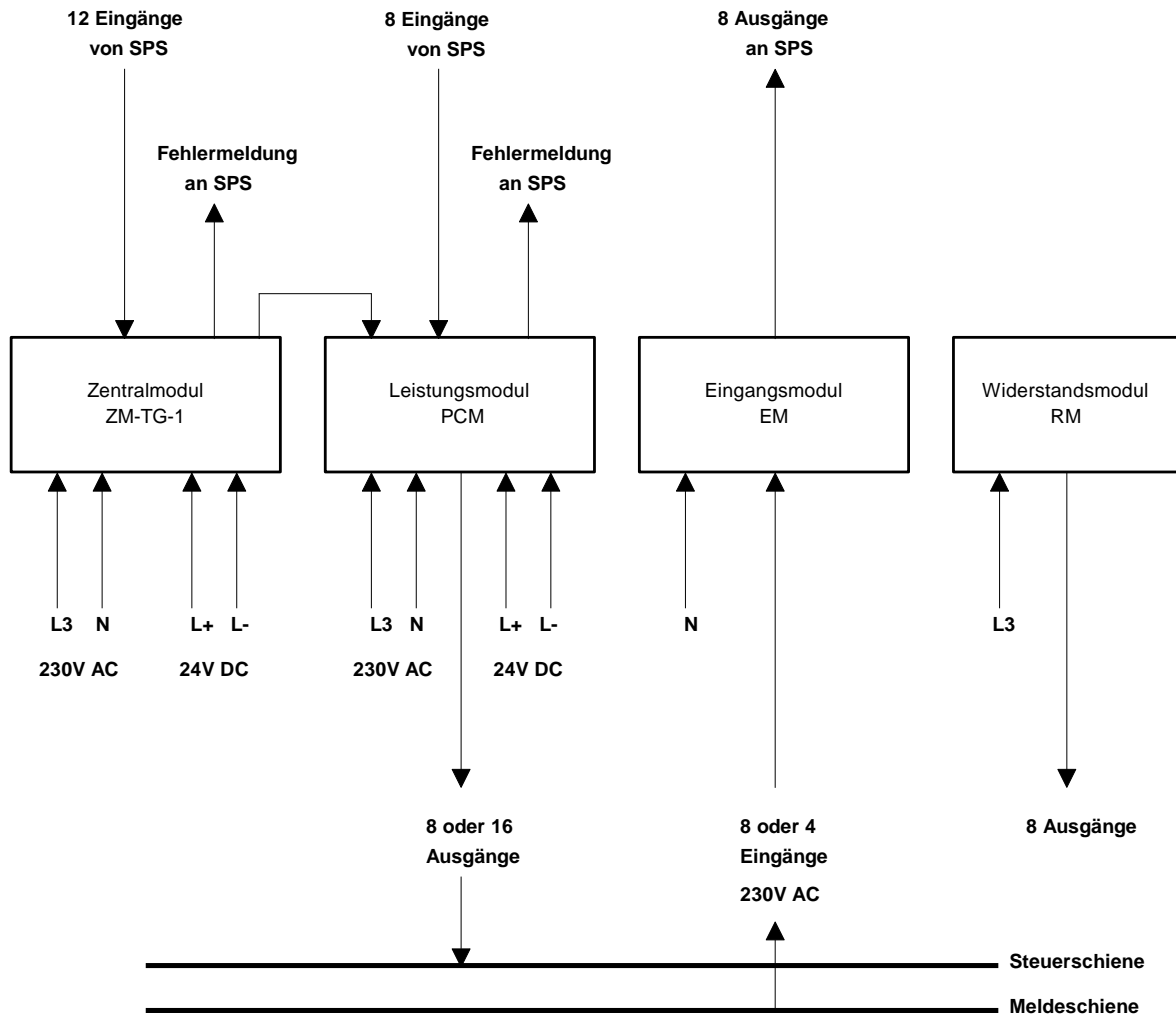 12 Eingänge
von SPS
8 Eingänge
von SPS
8 Ausgänge
an SPS
Fehlermeldung
an SPS
Fehlermeldung
an SPS
Zentralmodul
ZM-TG-1
Leistungsmodul
PCM
Eingangsmodul
EM
Widerstandsmodul
RM
L3 N L+ L-
230V AC 24V DC
L3 N L+ L-
230V AC 24V DC
N
L3
8 oder 16
Ausgänge
8 oder 4
Eingänge
230V AC
8 Ausgänge
Steuerschiene
Meldeschiene